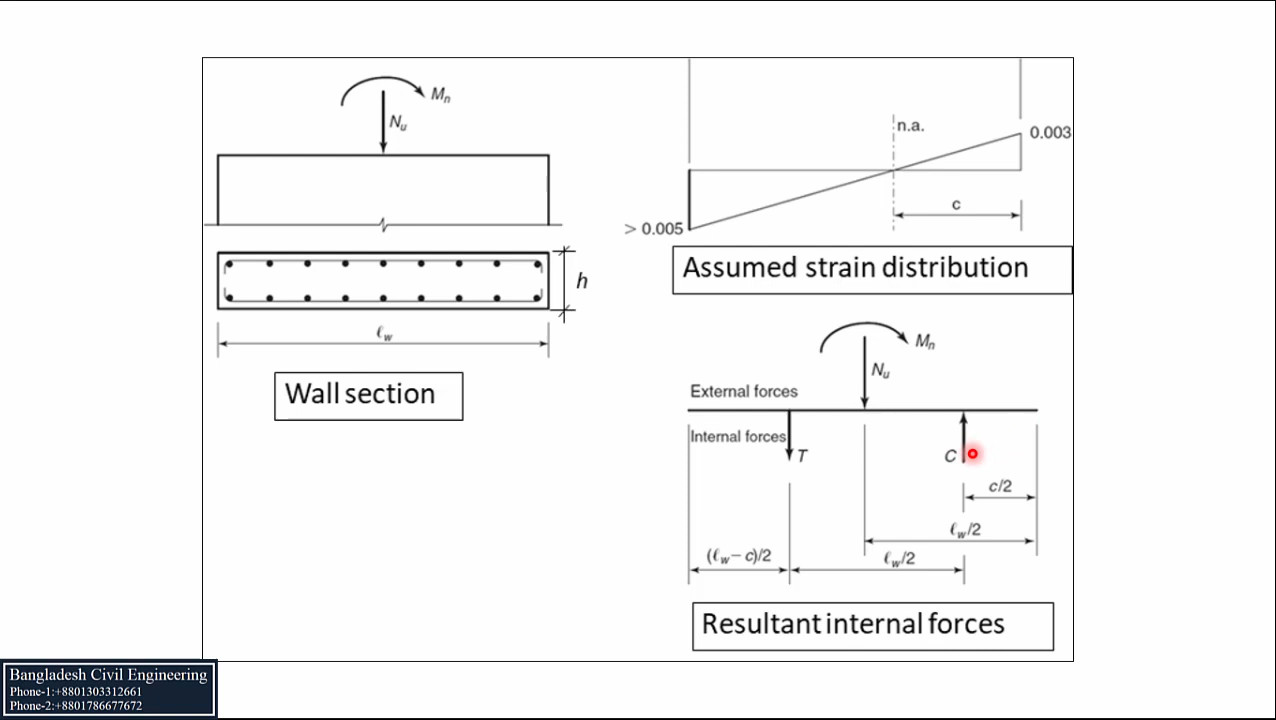 Mn
Nu
h
ℓw
Wall section
n.a.
0.003
c
> 0.005
Assumed strain distribution
Mn
Nu
External forces
Internal forces
T
C
c/2
ℓw/2
(ℓw – c)/2
ℓw/2
Resultant internal forces
Bangladesh Civil Engineering
Phone-1:+8801303312661
Phone-2:+8801786677672